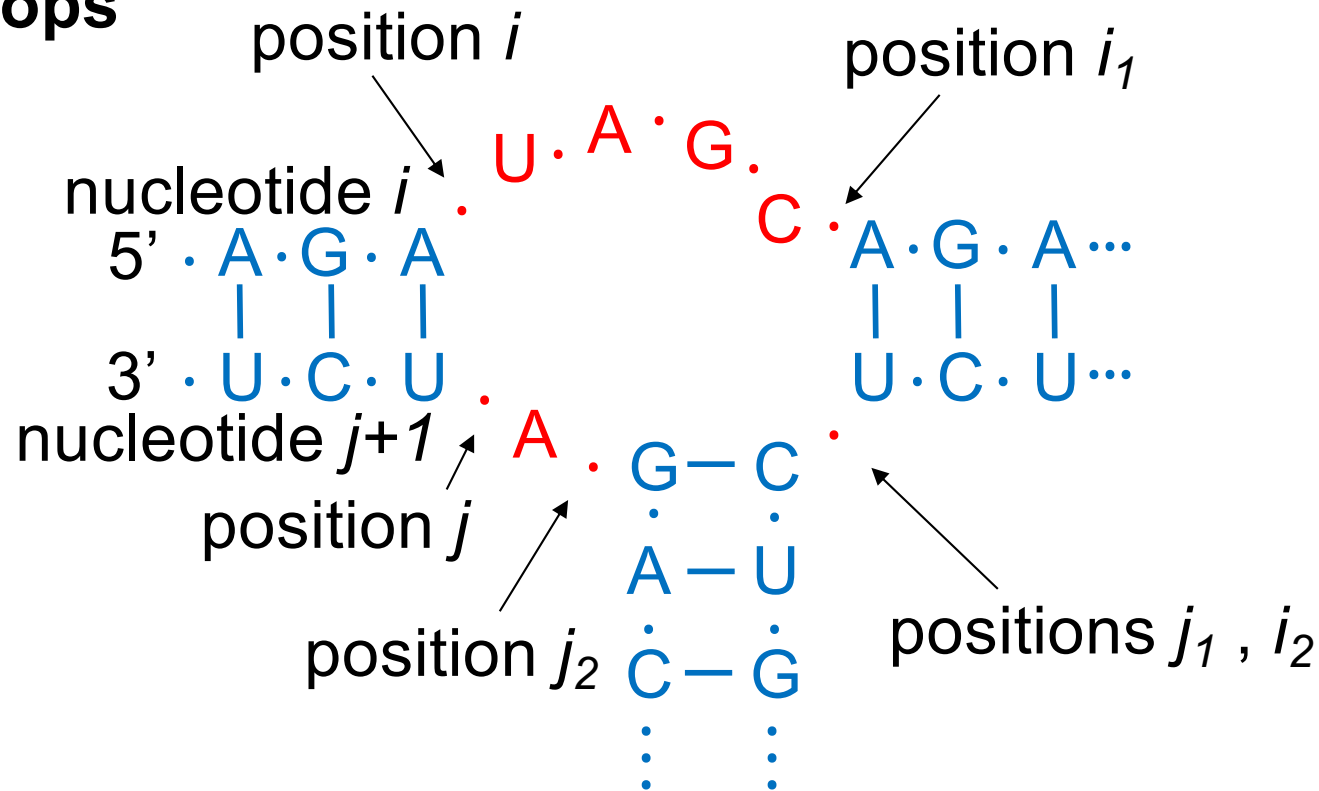 ops
position i
position i1
U · A · G ·
nucleotide i
· C ·
5’ · A · G · A
A · G · A ···
3’ · U · C · U
U · C · U ···
nucleotide j+1
· A · G — C ·
position j
A — U
positions j1 , i2
position j2
C — G